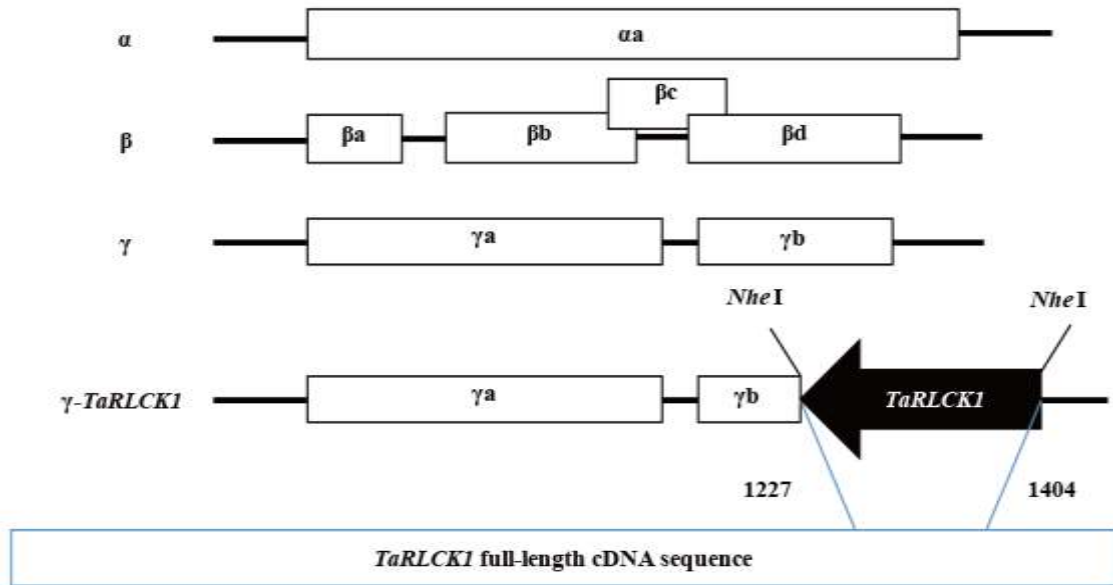 α
αa
β
βa
βb
βc
βd
γ
γa
γb
NheI
NheI
γ-TaRLCK1
γa
γb
TaRLCK1
1227
1404
TaRLCK1 full-length cDNA sequence